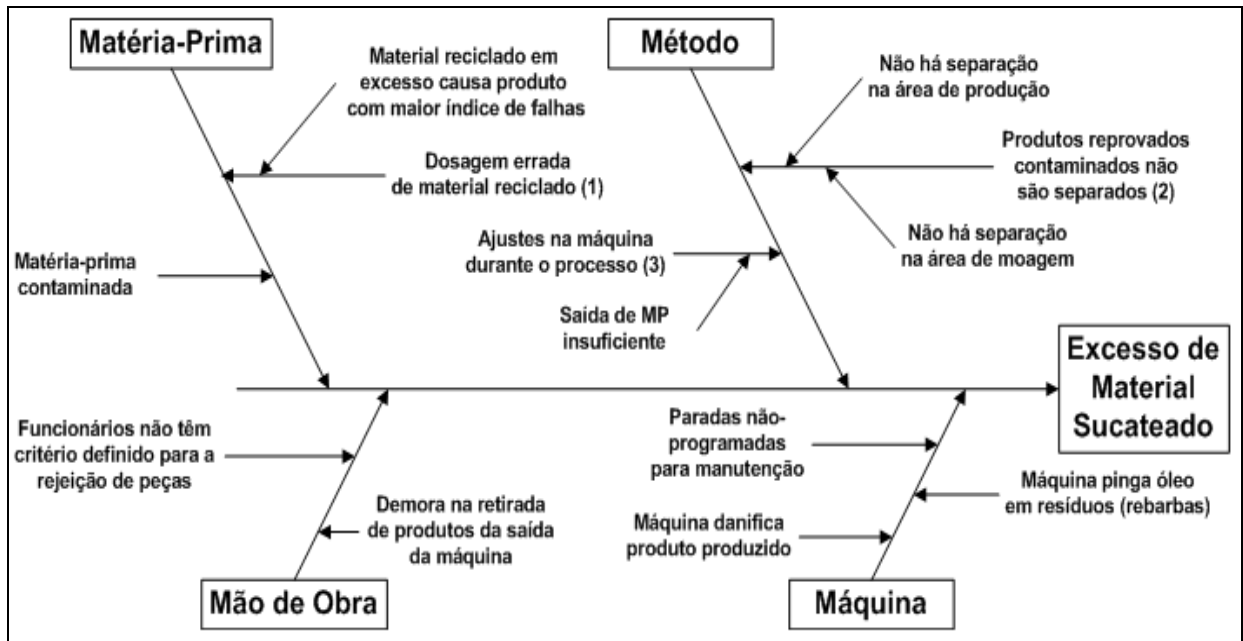 Matéria-Prima
Material reciclado em
excesso causa produto
com maior índice de falhas
Dosagem errada
de material reciclado (1)
Matéria-prima
contaminada
Método
Não há separação
na área de produção
Produtos reprovados
contaminados não
são separados (2)
Não há separação
na área de moagem
Ajustes na máquina
durante o processo (3)
Saída de MP
insuficiente
Excesso de
Material
Sucateado
Funcionários não têm
critério definido para a
rejeição de peças
Demora na retirada
de produtos da saída
da máquina
Mão de Obra
Paradas não-
programadas
para manutenção
Máquina pinga óleo
em resíduos (rebarbas)
Máquina danifica
produto produzido
Máquina